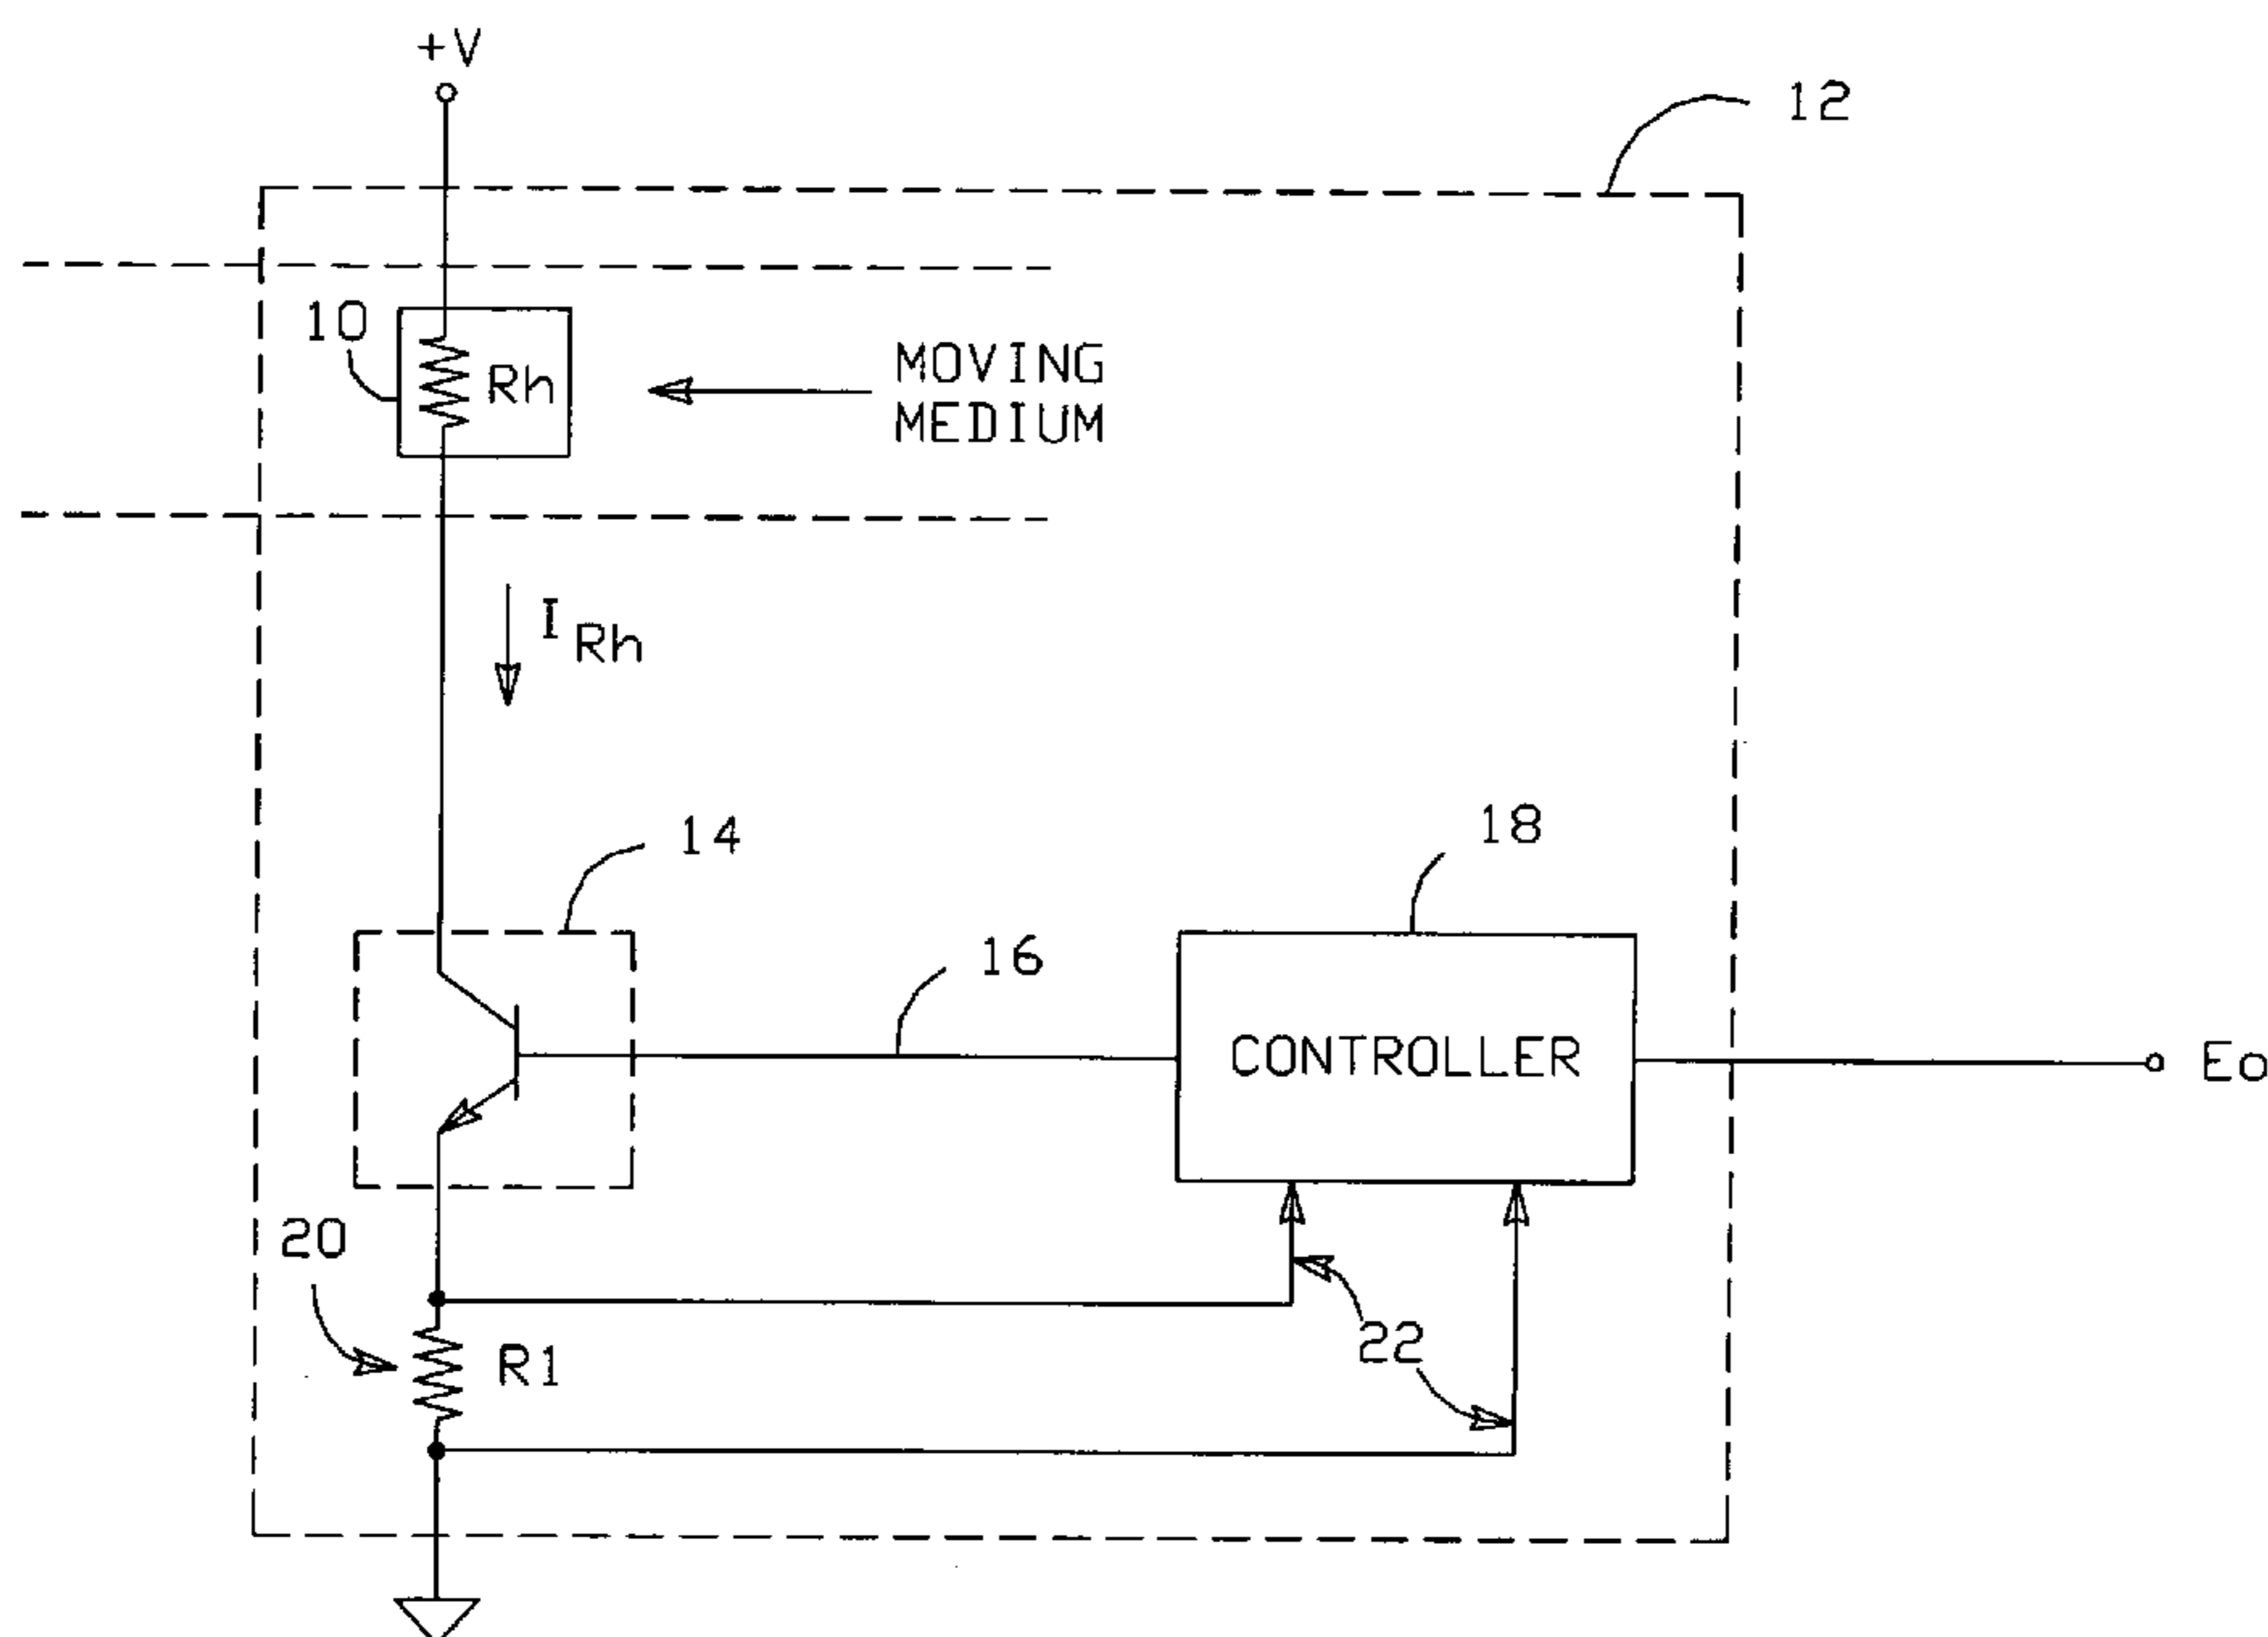 +V
12
10
Rh
MOVING
MEDIUM
I Rh
14
18
16
CONTROLLER
Eo
20
R1
22